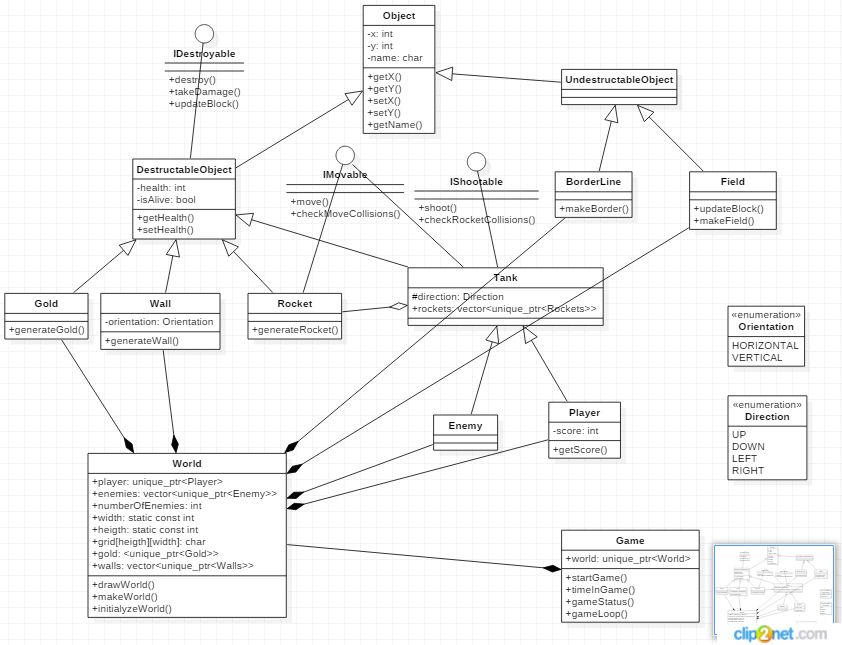 Object
-x: int
-y: int
-name: char
+getX()
+getY()
+setX()
+setY()
+getName()
IDestroyable
+destroy()
+takeDamage()
+updateBlock()
UndestructableObject
DestructableObject
-health: int
-isAlive: bool
+getHealth()
+setHealth()
IMovable
+move()
+checkMoveCollisions()
IShootable
+shoot()
+checkRocketCollisions()
BorderLine
+makeBorder()
Field
+updateBlock()
+makeField()
Gold
+generateGold()
Wall
-orientation: Orientation
+generateWall()
Rocket
+generateRocket()
Tank
#direction: Direction
+rockets: vector<unique_ptr<Rockets>>
«enumeration»
Orientation
HORIZONTAL
VERTICAL
«enumeration»
Direction
UP
DOWN
LEFT
RIGHT
Enemy
Player
-score: int
+getScore()
World
+player: unique_ptr<Player>
+enemies: vector<unique_ptr<Enemy>>
+numberOfEnemies: int
+width: static const int
+heigth: static const int
+grid[heigth][width]: char
+gold: <unique_ptr<Gold>>
+walls: vector<unique_ptr<Walls>>
+drawWorld()
+makeWorld()
+initialyzeWorld()
Game
+world: unique_ptr<World>
+startGame()
+timeInGame()
+gameStatus()
+gameLoop()
clip2net.com